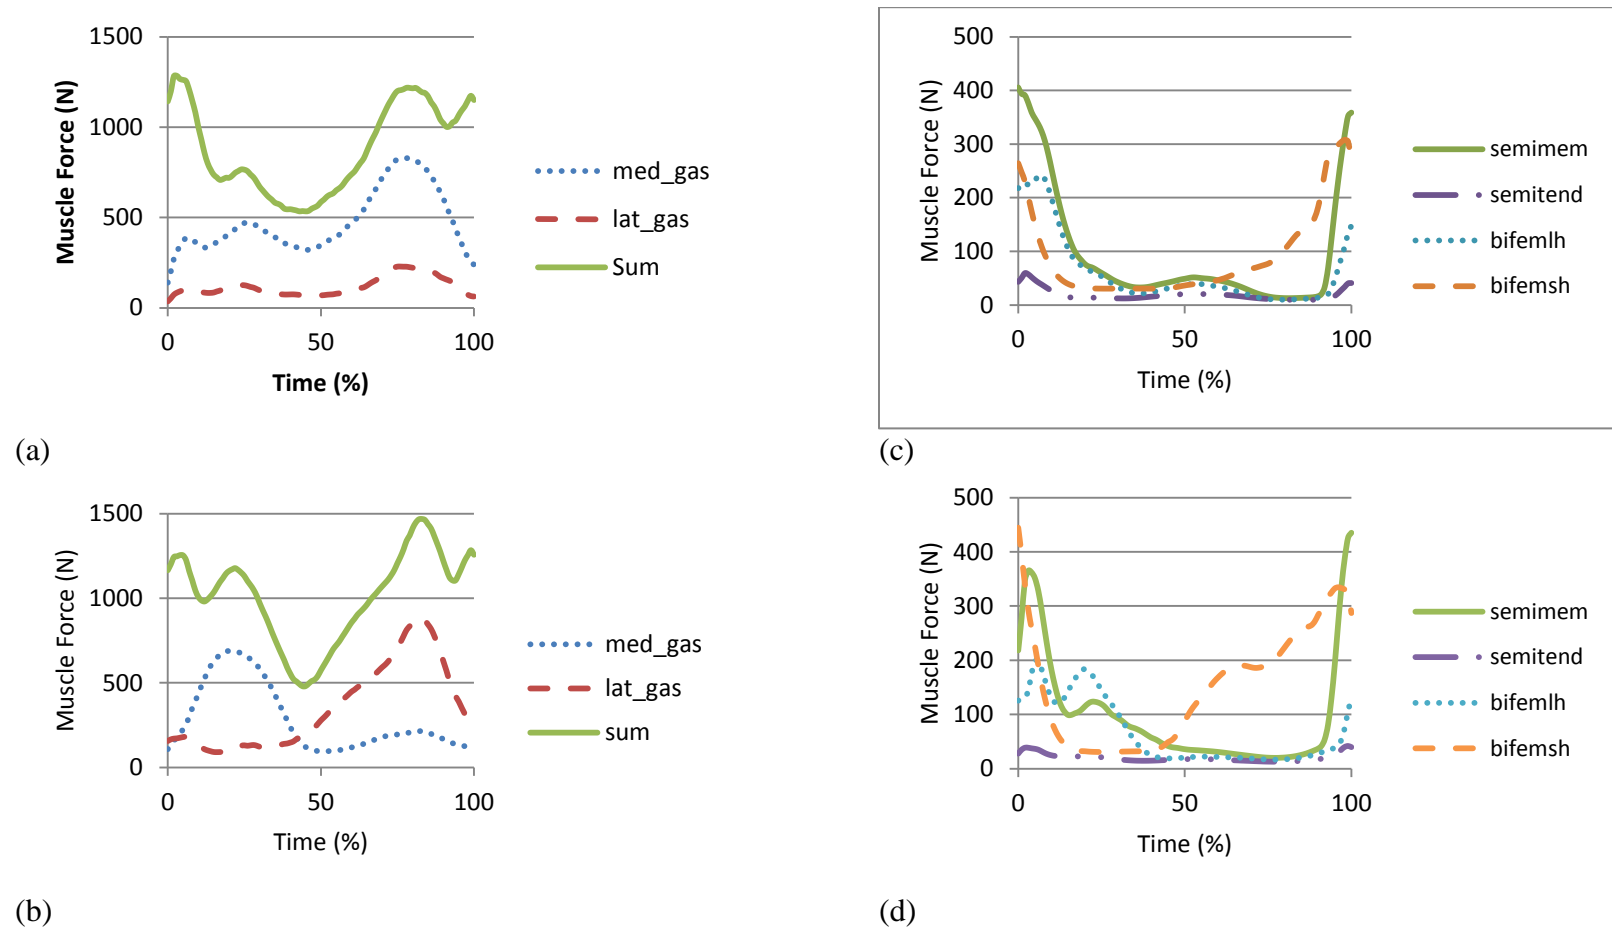 1500
1000
500
0
Muscle Force (N)
0 50 100
Time (%)
med_gas
lat_gas
Sum
(a)
500
400
300
200
100
0
Muscle Force (N)
0 50 100
Time (%)
semimem
semitend
bifemlh
bifemsh
(c)
1500
1000
500
0
Muscle Force (N)
0 50 100
Time (%)
med_gas
lat_gas
sum
(b)
500
400
300
200
100
0
Muscle Force (N)
0 50 100
Time (%)
semimem
semitend
bifemlh
bifemsh
(d)